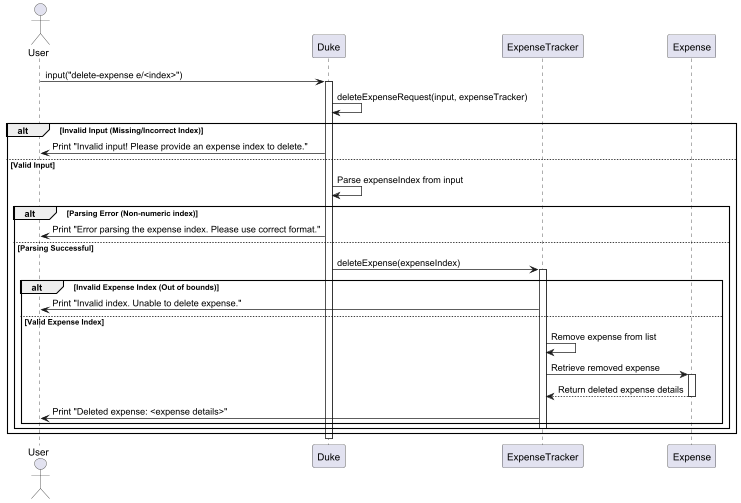 User
Duke
ExpenseTracker
Expense
input("delete-expense e/<index>")
deleteExpenseRequest(input, expenseTracker)
alt
[Invalid Input (Missing/Incorrect Index)]
Print "Invalid input! Please provide an expense index to delete."
[Valid Input]
Parse expenseIndex from input
alt
[Parsing Error (Non-numeric index)]
Print "Error parsing the expense index. Please use correct format."
[Parsing Successful]
deleteExpense(expenseIndex)
alt
[Invalid Expense Index (Out of bounds)]
Print "Invalid index. Unable to delete expense."
[Valid Expense Index]
Remove expense from list
Retrieve removed expense
Return deleted expense details
Print "Deleted expense: <expense details>"
User
Duke
ExpenseTracker
Expense